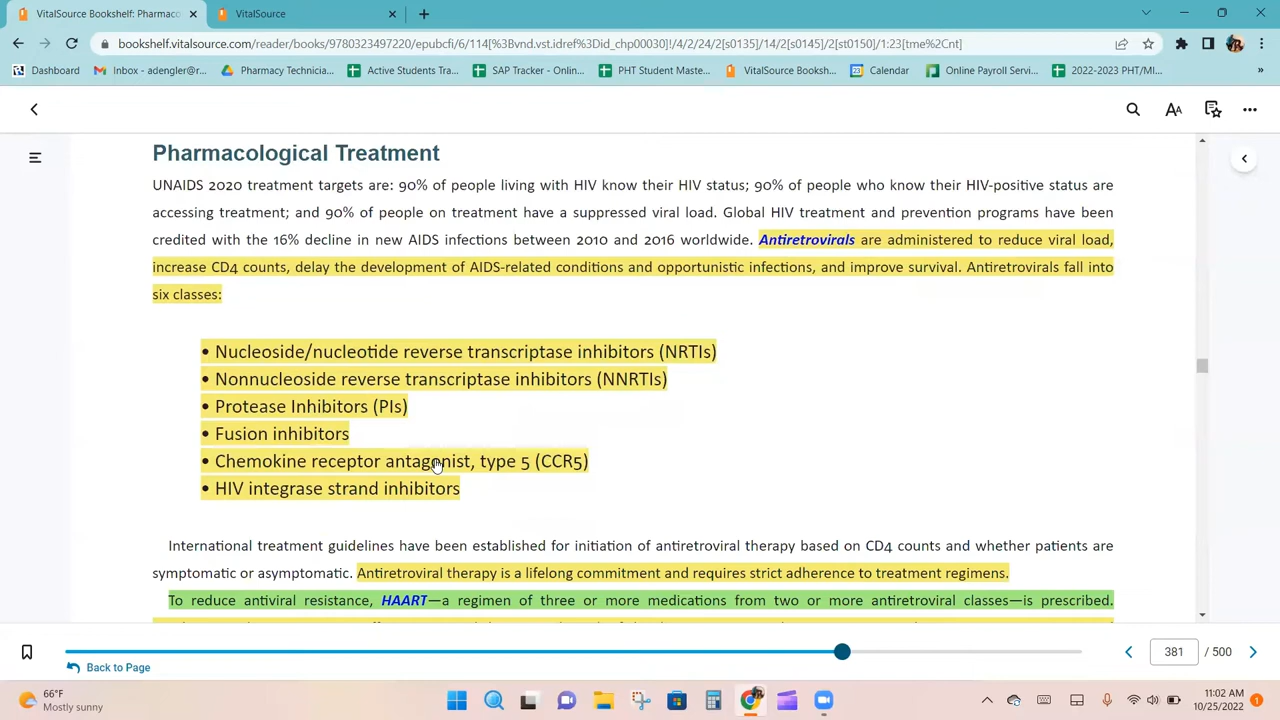 VitalSource Bookshelf: Pharmaco
VitalSource
bookshelf.vitalsource.com/reader/books/9780323497220/epubcfi/6/114[%3Bvnd.vst.idref%3Did_chp00030]!/4/2/24/2[s0135]/14/2[s0145]/2[st0150]/1:23[tme%2Cnt]
Dashboard
Inbox - adengler@r...
Pharmacy Technicia...
Active Students Tra...
SAP Tracker - Onlin...
PHT Student Maste...
VitalSource Booksh...
Calendar
Online Payroll Servi...
2022-2023 PHT/MI...
»
Pharmacological Treatment
UNAIDS 2020 treatment targets are: 90% of people living with HIV know their HIV status; 90% of people who know their HIV-positive status are
accessing treatment; and 90% of people on treatment have a suppressed viral load. Global HIV treatment and prevention programs have been
credited with the 16% decline in new AIDS infections between 2010 and 2016 worldwide. Antiretrovirals are administered to reduce viral load,
increase CD4 counts, delay the development of AIDS-related conditions and opportunistic infections, and improve survival. Antiretrovirals fall into
six classes:
• Nucleoside/nucleotide reverse transcriptase inhibitors (NRTIs)
• Nonnucleoside reverse transcriptase inhibitors (NNRTIs)
• Protease Inhibitors (PIs)
• Fusion inhibitors
• Chemokine receptor antagonist, type 5 (CCR5)
• HIV integrase strand inhibitors
International treatment guidelines have been established for initiation of antiretroviral therapy based on CD4 counts and whether patients are
symptomatic or asymptomatic. Antiretroviral therapy is a lifelong commitment and requires strict adherence to treatment regimens.
To reduce antiviral resistance, HAART—a regimen of three or more medications from two or more antiretroviral classes—is prescribed.
Back to Page
381 / 500
66°F
Mostly sunny
11:02 AM
10/25/2022
1